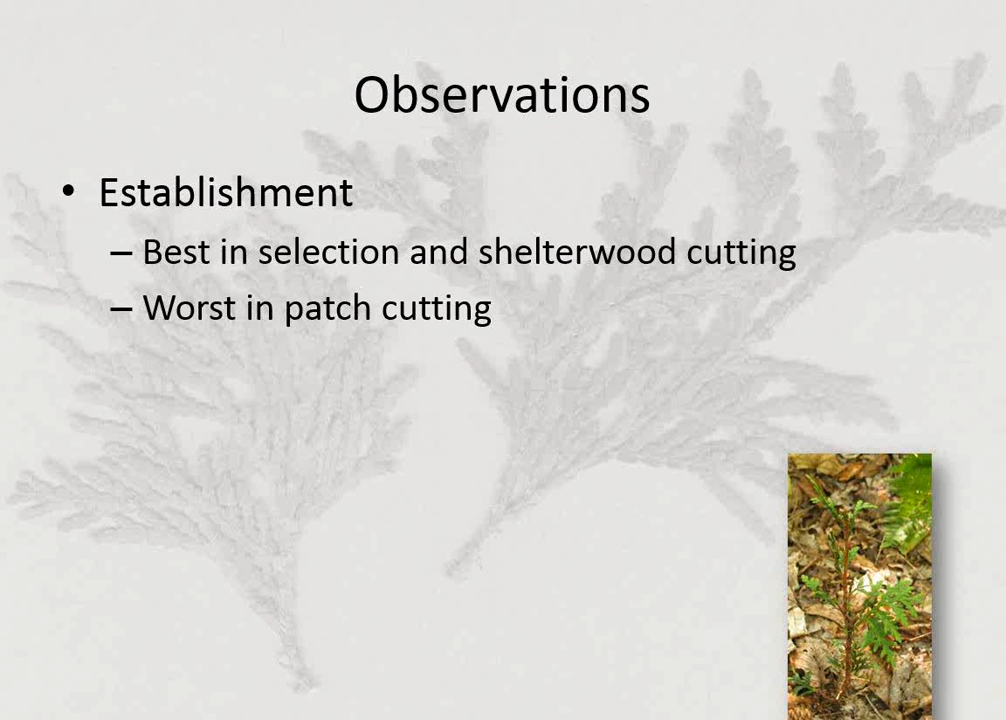 Observations
• Establishment
– Best in selection and shelterwood cutting
– Worst in patch cutting